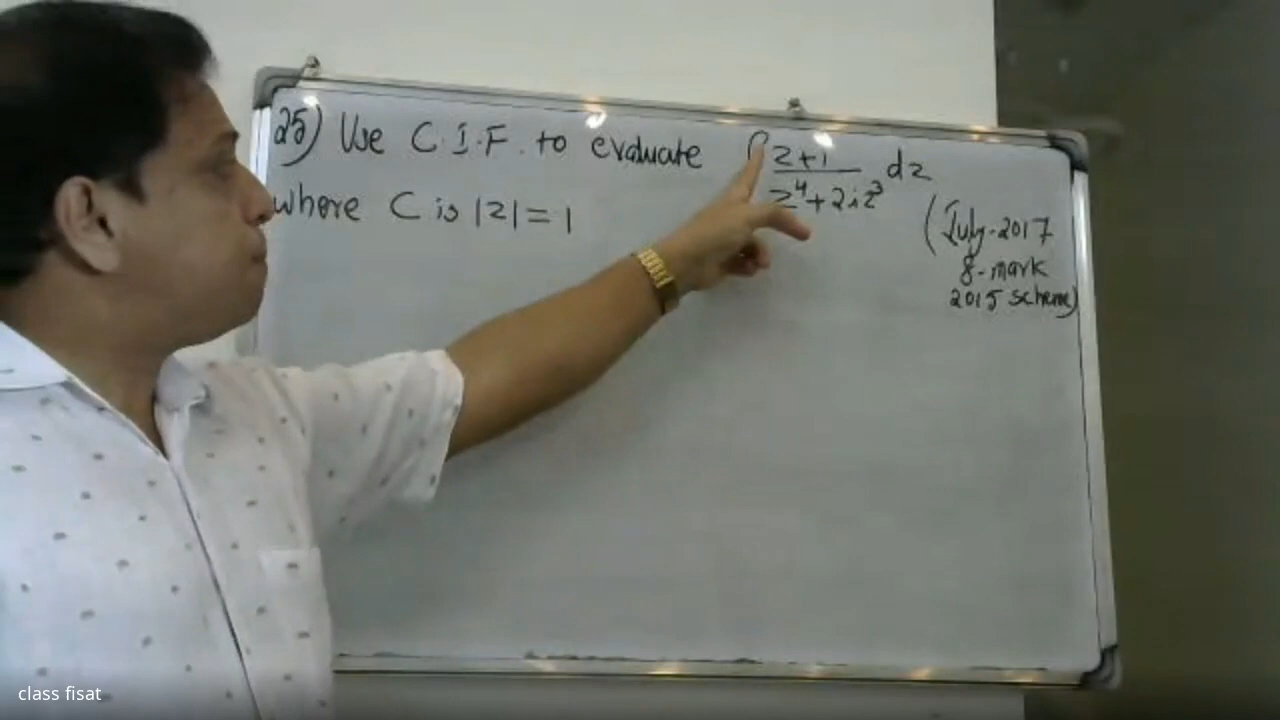 25) Use C.I.F. to evaluate ∫ z+1 / z⁴+2iz³ dz
where C is |z|=1
(July-2017
8-mark
2015 scheme)
class fisat